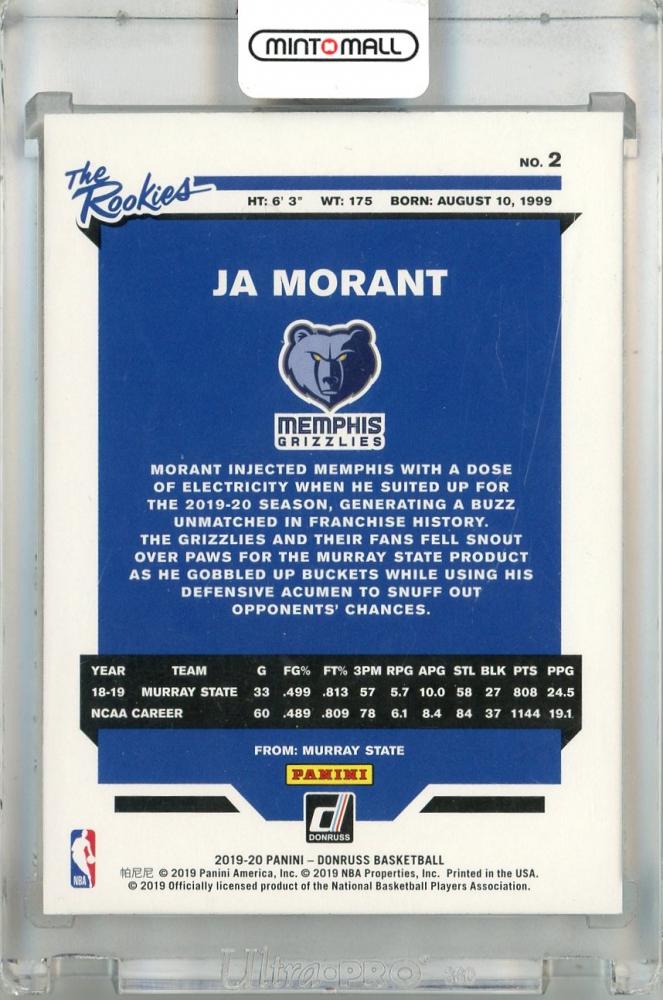 MINTMALL
NO. 2
The
Rookies
HT: 6' 3" WT: 175 BORN: AUGUST 10, 1999
JA MORANT
MEMPHIS
GRIZZLIES
MORANT INJECTED MEMPHIS WITH A DOSE
OF ELECTRICITY WHEN HE SUITED UP FOR
THE 2019-20 SEASON, GENERATING A BUZZ
UNMATCHED IN FRANCHISE HISTORY.
THE GRIZZLIES AND THEIR FANS FELL SNOUT
OVER PAWS FOR THE MURRAY STATE PRODUCT
AS HE GOBBLED UP BUCKETS WHILE USING HIS
DEFENSIVE ACUMEN TO SNUFF OUT
OPPONENTS' CHANCES.
YEAR TEAM G FG% FT% 3PM RPG APG STL BLK PTS PPG
18-19 MURRAY STATE 33 .499 .813 57 5.7 10.0 58 27 808 24.5
NCAA CAREER 60 .489 .809 78 6.1 8.4 84 37 1144 19.1
FROM: MURRAY STATE
PANINI
d
DONRUSS
NBA
2019-20 PANINI – DONRUSS BASKETBALL
帕尼尼 © 2019 Panini America, Inc. © 2019 NBA Properties, Inc. Printed in the USA.
© 2019 Officially licensed product of the National Basketball Players Association.
Ultra·PRO